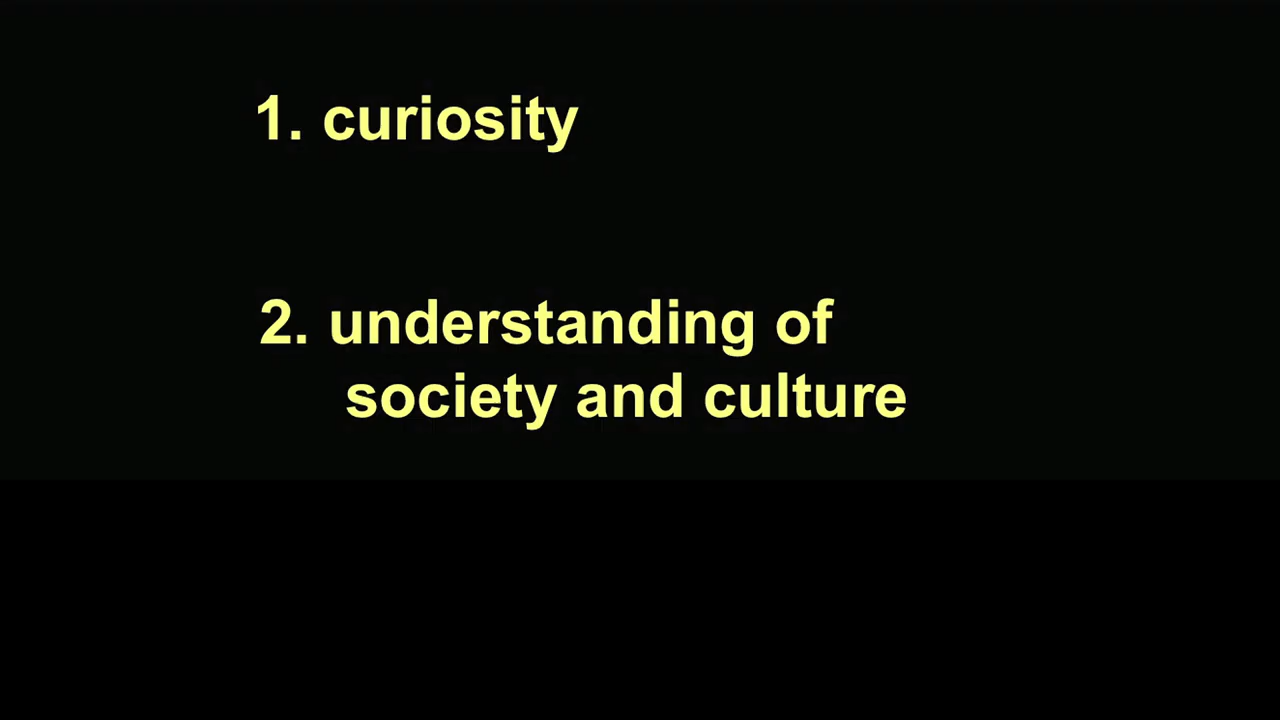 1. curiosity
2. understanding of
society and culture